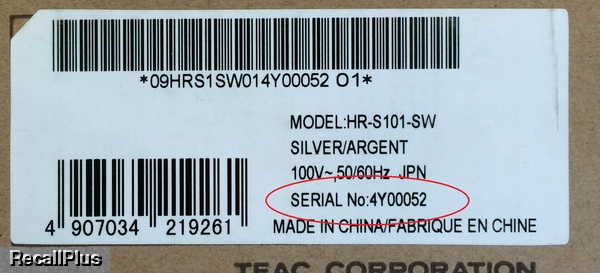 *09HRS1SW014Y00052 01*
MODEL:HR-S101-SW
SILVER/ARGENT
100V~,50/60Hz JPN
SERIAL No:4Y00052
4 907034 219261
MADE IN CHINA/FABRIQUE EN CHINE
RecallPlus
TEAC CORPORATION